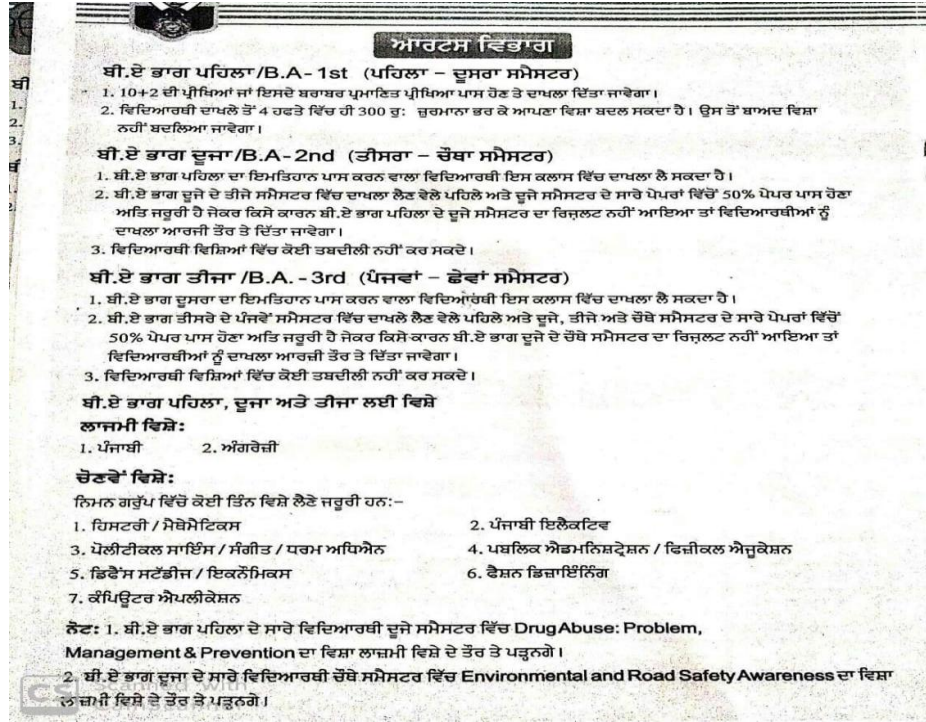 ਆਰਟਸ ਵਿਭਾਗ
ਬੀ.ਏ ਭਾਗ ਪਹਿਲਾ/B.A- 1st (ਪਹਿਲਾ – ਦੂਸਰਾ ਸਮੈਸਟਰ)
1. 10+2 ਦੀ ਪ੍ਰੀਖਿਆਂ ਜਾਂ ਇਸਦੇ ਬਰਾਬਰ ਪ੍ਰਮਾਣਿਤ ਪ੍ਰੀਖਿਆ ਪਾਸ ਹੋਣ ਤੇ ਦਾਖਲਾ ਦਿੱਤਾ ਜਾਵੇਗਾ।
2. ਵਿਦਿਆਰਥੀ ਦਾਖਲੇ ਤੋਂ 4 ਹਫਤੇ ਵਿੱਚ ਹੀ 300 ਰੁ: ਜ਼ੁਰਮਾਨਾ ਭਰ ਕੇ ਆਪਣਾ ਵਿਸ਼ਾ ਬਦਲ ਸਕਦਾ ਹੈ। ਉਸ ਤੋਂ ਬਾਅਦ ਵਿਸ਼ਾ
ਨਹੀਂ ਬਦਲਿਆ ਜਾਵੇਗਾ।
ਬੀ.ਏ ਭਾਗ ਦੂਜਾ/B.A-2nd (ਤੀਸਰਾ – ਚੌਥਾ ਸਮੈਸਟਰ)
1. ਬੀ.ਏ ਭਾਗ ਪਹਿਲਾ ਦਾ ਇਮਤਿਹਾਨ ਪਾਸ ਕਰਨ ਵਾਲਾ ਵਿਦਿਆਰਥੀ ਇਸ ਕਲਾਸ ਵਿੱਚ ਦਾਖਲਾ ਲੈ ਸਕਦਾ ਹੈ।
2. ਬੀ.ਏ ਭਾਗ ਦੂਜੇ ਦੇ ਤੀਜੇ ਸਮੈਸਟਰ ਵਿੱਚ ਦਾਖਲਾ ਲੈਣ ਵੇਲੇ ਪਹਿਲੇ ਅਤੇ ਦੂਜੇ ਸਮੈਸਟਰ ਦੇ ਸਾਰੇ ਪੇਪਰਾਂ ਵਿੱਚੋਂ 50% ਪੇਪਰ ਪਾਸ ਹੋਣਾ
ਅਤਿ ਜਰੂਰੀ ਹੈ ਜੇਕਰ ਕਿਸੇ ਕਾਰਨ ਬੀ.ਏ ਭਾਗ ਪਹਿਲਾ ਦੇ ਦੂਜੇ ਸਮੈਸਟਰ ਦਾ ਰਿਜ਼ਲਟ ਨਹੀਂ ਆਇਆ ਤਾਂ ਵਿਦਿਆਰਥੀਆਂ ਨੂੰ
ਦਾਖਲਾ ਆਰਜੀ ਤੌਰ ਤੇ ਦਿੱਤਾ ਜਾਵੇਗਾ।
3. ਵਿਦਿਆਰਥੀ ਵਿਸ਼ਿਆਂ ਵਿੱਚ ਕੋਈ ਤਬਦੀਲੀ ਨਹੀਂ ਕਰ ਸਕਦੇ।
ਬੀ.ਏ ਭਾਗ ਤੀਜਾ /B.A. -3rd (ਪੰਜਵਾਂ – ਛੇਵਾਂ ਸਮੈਸਟਰ)
1. ਬੀ.ਏ ਭਾਗ ਦੂਸਰਾ ਦਾ ਇਮਤਿਹਾਨ ਪਾਸ ਕਰਨ ਵਾਲਾ ਵਿਦਿਆਰਥੀ ਇਸ ਕਲਾਸ ਵਿੱਚ ਦਾਖਲਾ ਲੈ ਸਕਦਾ ਹੈ।
2. ਬੀ.ਏ ਭਾਗ ਤੀਸਰੇ ਦੇ ਪੰਜਵੇਂ ਸਮੈਸਟਰ ਵਿੱਚ ਦਾਖਲੇ ਲੈਣ ਵੇਲੇ ਪਹਿਲੇ ਅਤੇ ਦੂਜੇ, ਤੀਜੇ ਅਤੇ ਚੌਥੇ ਸਮੈਸਟਰ ਦੇ ਸਾਰੇ ਪੇਪਰਾਂ ਵਿੱਚੋਂ
50% ਪੇਪਰ ਪਾਸ ਹੋਣਾ ਅਤਿ ਜਰੂਰੀ ਹੈ ਜੇਕਰ ਕਿਸੇ ਕਾਰਨ ਬੀ.ਏ ਭਾਗ ਦੂਜੇ ਦੇ ਚੌਥੇ ਸਮੈਸਟਰ ਦਾ ਰਿਜ਼ਲਟ ਨਹੀਂ ਆਇਆ ਤਾਂ
ਵਿਦਿਆਰਥੀਆਂ ਨੂੰ ਦਾਖਲਾ ਆਰਜ਼ੀ ਤੌਰ ਤੇ ਦਿੱਤਾ ਜਾਵੇਗਾ।
3. ਵਿਦਿਆਰਥੀ ਵਿਸ਼ਿਆਂ ਵਿੱਚ ਕੋਈ ਤਬਦੀਲੀ ਨਹੀਂ ਕਰ ਸਕਦੇ।
ਬੀ.ਏ ਭਾਗ ਪਹਿਲਾ, ਦੂਜਾ ਅਤੇ ਤੀਜਾ ਲਈ ਵਿਸ਼ੇ
ਲਾਜਮੀ ਵਿਸ਼ੇ:
1. ਪੰਜਾਬੀ 2. ਅੰਗਰੇਜ਼ੀ
ਚੋਣਵੇਂ ਵਿਸ਼ੇ:
ਨਿਮਨ ਗਰੁੱਪ ਵਿੱਚੋਂ ਕੋਈ ਤਿੰਨ ਵਿਸ਼ੇ ਲੈਣੇ ਜਰੂਰੀ ਹਨ:–
1. ਹਿਸਟਰੀ / ਮੈਥੇਮੈਟਿਕਸ 2. ਪੰਜਾਬੀ ਇਲੈਕਟਿਵ
3. ਪੋਲੀਟੀਕਲ ਸਾਇੰਸ / ਸੰਗੀਤ / ਧਰਮ ਅਧਿਐਨ 4. ਪਬਲਿਕ ਐਡਮਨਿਸ਼ਟ੍ਰੇਸ਼ਨ / ਫਿਜ਼ੀਕਲ ਐਜੂਕੇਸ਼ਨ
5. ਡਿਫੈਂਸ ਸਟੱਡੀਜ / ਇਕਨੌਮਿਕਸ 6. ਫੈਸ਼ਨ ਡਿਜ਼ਾਇੰਨਿੰਗ
7. ਕੰਪਿਊਟਰ ਐਪਲੀਕੇਸ਼ਨ
ਨੋਟ: 1. ਬੀ.ਏ ਭਾਗ ਪਹਿਲਾ ਦੇ ਸਾਰੇ ਵਿਦਿਆਰਥੀ ਦੂਜੇ ਸਮੈਸਟਰ ਵਿੱਚ Drug Abuse: Problem,
Management & Prevention ਦਾ ਵਿਸ਼ਾ ਲਾਜ਼ਮੀ ਵਿਸ਼ੇ ਦੇ ਤੌਰ ਤੇ ਪੜ੍ਹਨਗੇ।
2. ਬੀ.ਏ ਭਾਗ ਦੂਜਾ ਦੇ ਸਾਰੇ ਵਿਦਿਆਰਥੀ ਚੌਥੇ ਸਮੈਸਟਰ ਵਿੱਚ Environmental and Road Safety Awareness ਦਾ ਵਿਸ਼ਾ
ਲਾਜ਼ਮੀ ਵਿਸ਼ੇ ਦੇ ਤੌਰ ਤੇ ਪੜ੍ਹਨਗੇ।
CS Scanned with